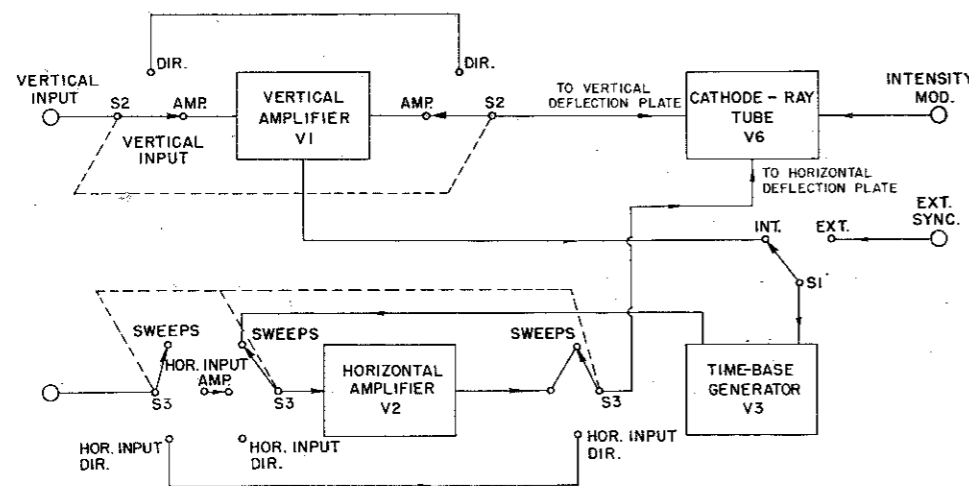 DIR.
DIR.
VERTICAL
INPUT
S2
AMP.
VERTICAL
INPUT
VERTICAL
AMPLIFIER
V1
AMP.
S2
TO VERTICAL
DEFLECTION PLATE
CATHODE-RAY
TUBE
V6
INTENSITY
MOD.
TO HORIZONTAL
DEFLECTION PLATE
EXT.
SYNC.
INT.
EXT.
S1
SWEEPS
HOR. INPUT
AMP.
S3
SWEEPS
S3
HORIZONTAL
AMPLIFIER
V2
SWEEPS
S3
TIME-BASE
GENERATOR
V3
HOR. INPUT
DIR.
HOR. INPUT
DIR.
HOR. INPUT
DIR.